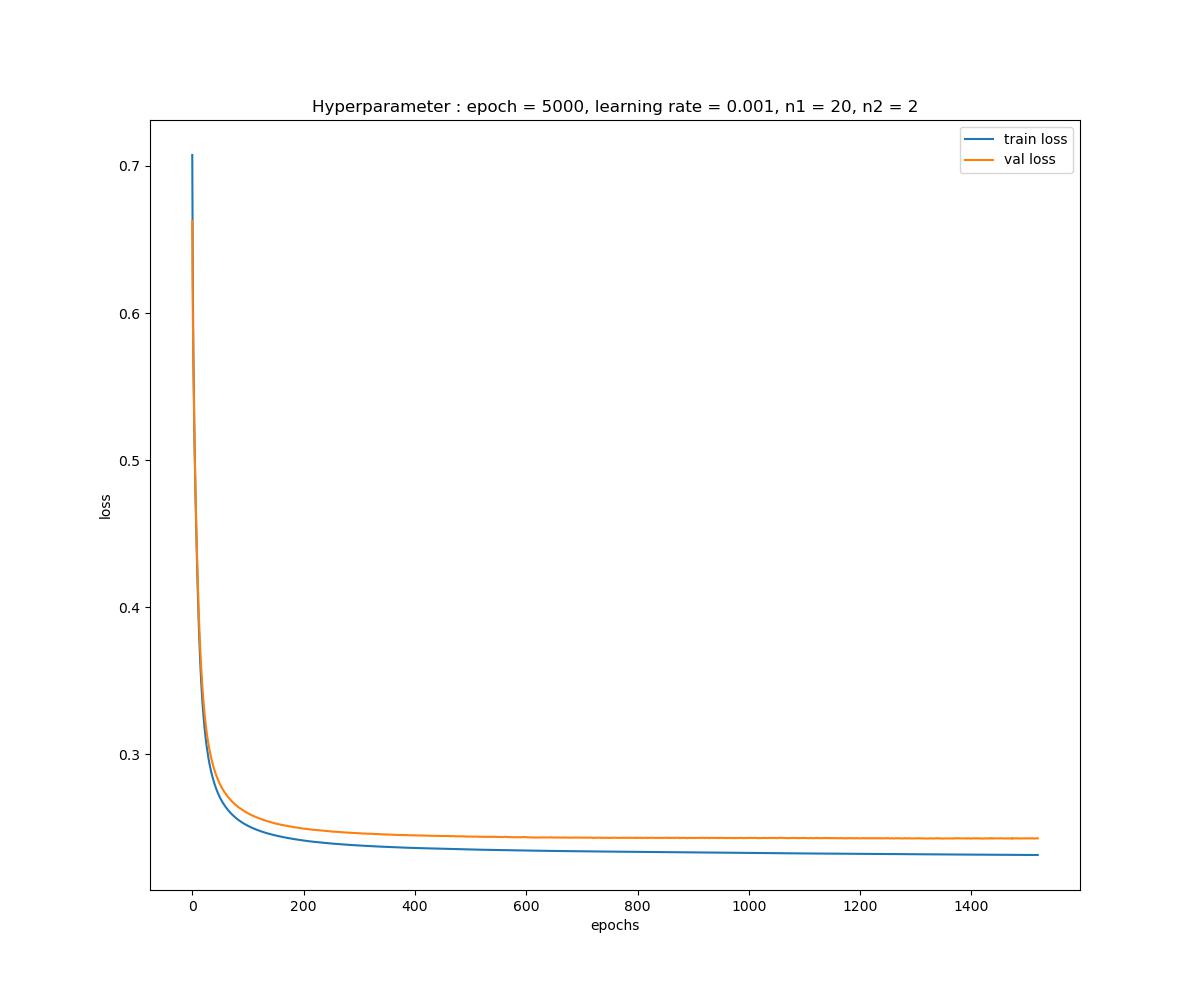 Hyperparameter : epoch = 5000, learning rate = 0.001, n1 = 20, n2 = 2
train loss
val loss
0.7
0.6
0.5
0.4
0.3
loss
0 200 400 600 800 1000 1200 1400
epochs